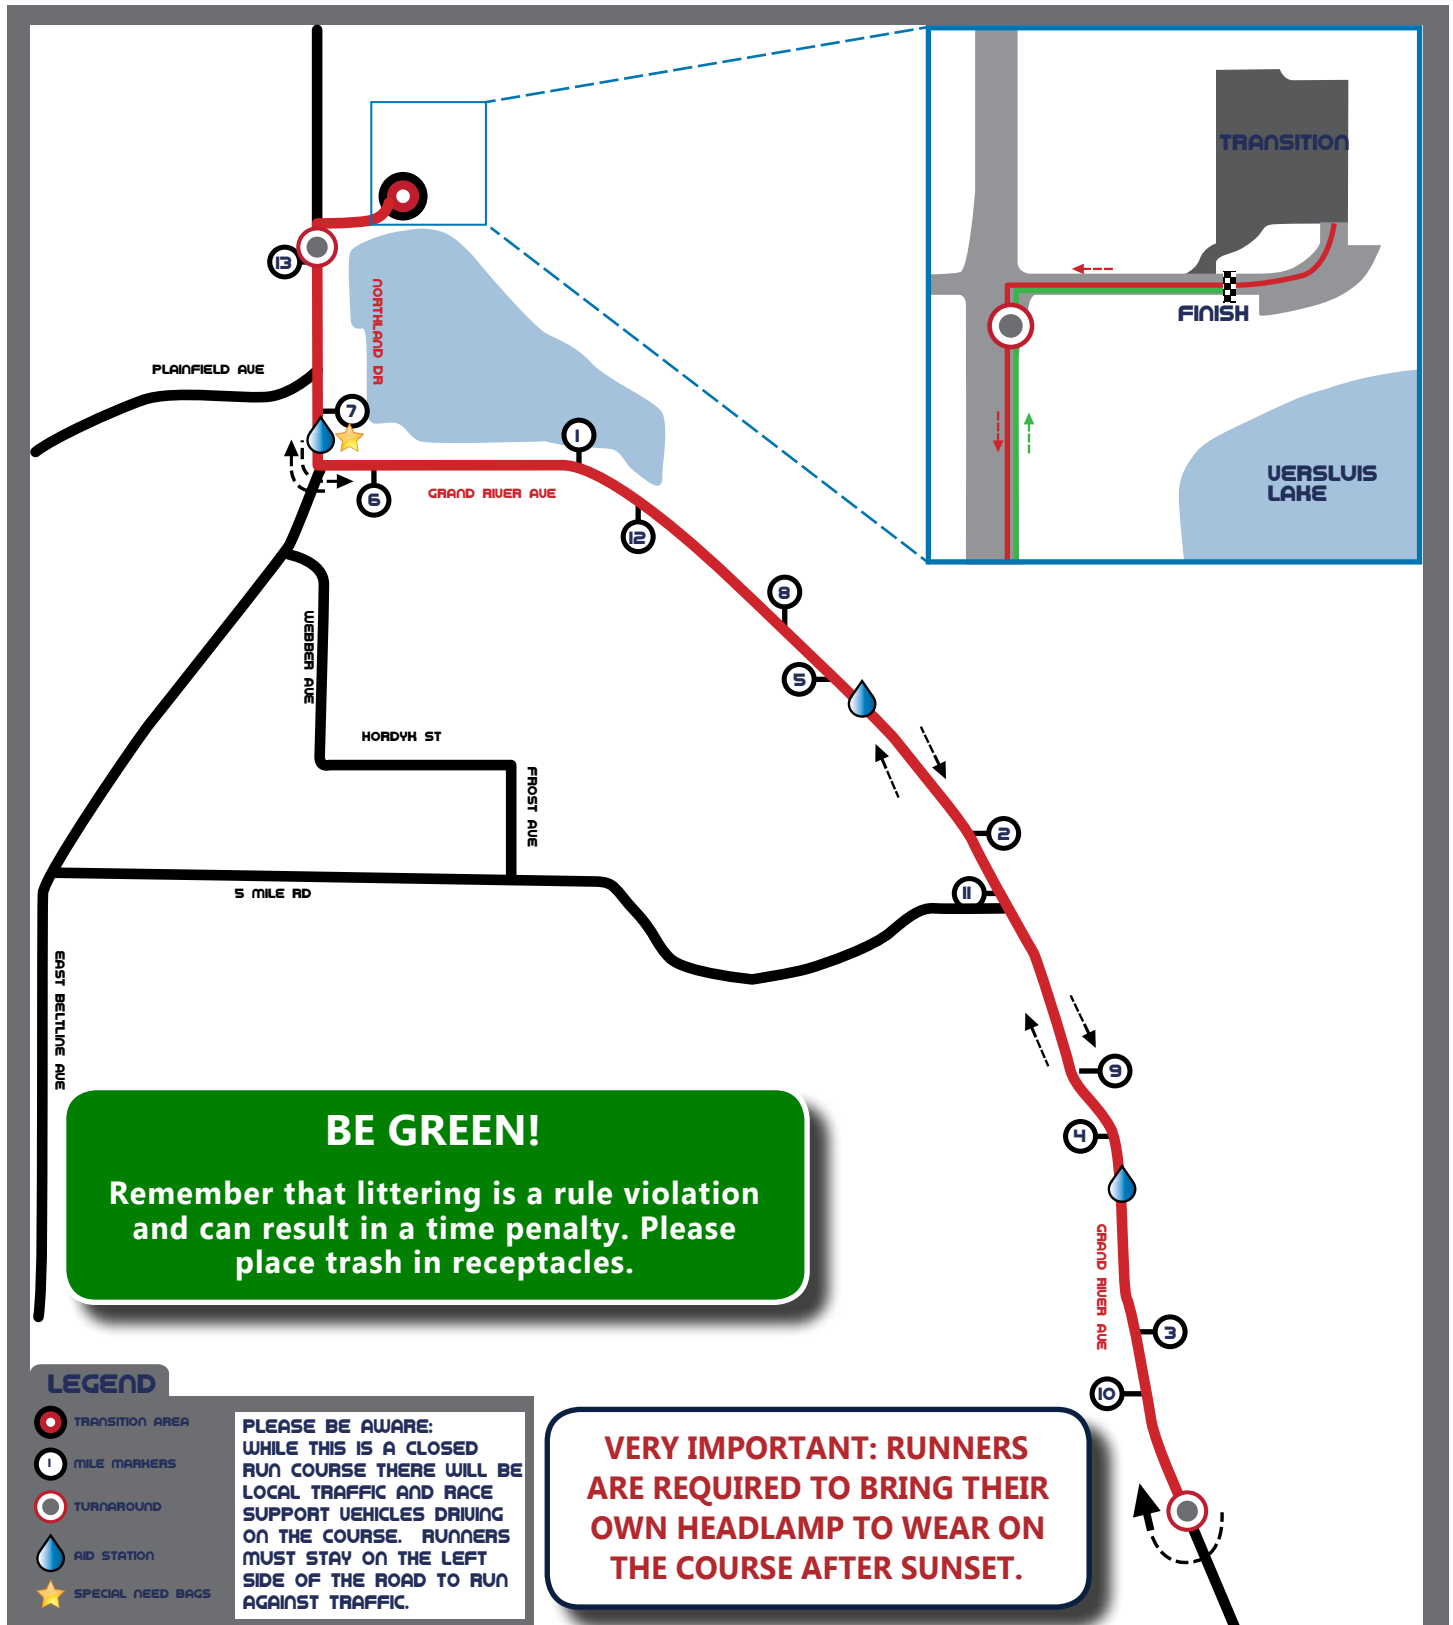 TRANSITION
FINISH
VERSLUIS
LAKE
13
NORTHLAND DR
PLAINFIELD AVE
7
1
6
GRAND RIVER AVE
12
8
WEBBER AVE
5
HORDYK ST
FROST AVE
2
11
5 MILE RD
EAST BELTLINE AVE
9
4
BE GREEN!
Remember that littering is a rule violation
and can result in a time penalty. Please
place trash in receptacles.
GRAND RIVER AVE
3
10
LEGEND
TRANSITION AREA
1 MILE MARKERS
TURNAROUND
AID STATION
SPECIAL NEED BAGS
PLEASE BE AWARE:
WHILE THIS IS A CLOSED
RUN COURSE THERE WILL BE
LOCAL TRAFFIC AND RACE
SUPPORT VEHICLES DRIVING
ON THE COURSE. RUNNERS
MUST STAY ON THE LEFT
SIDE OF THE ROAD TO RUN
AGAINST TRAFFIC.
VERY IMPORTANT: RUNNERS
ARE REQUIRED TO BRING THEIR
OWN HEADLAMP TO WEAR ON
THE COURSE AFTER SUNSET.